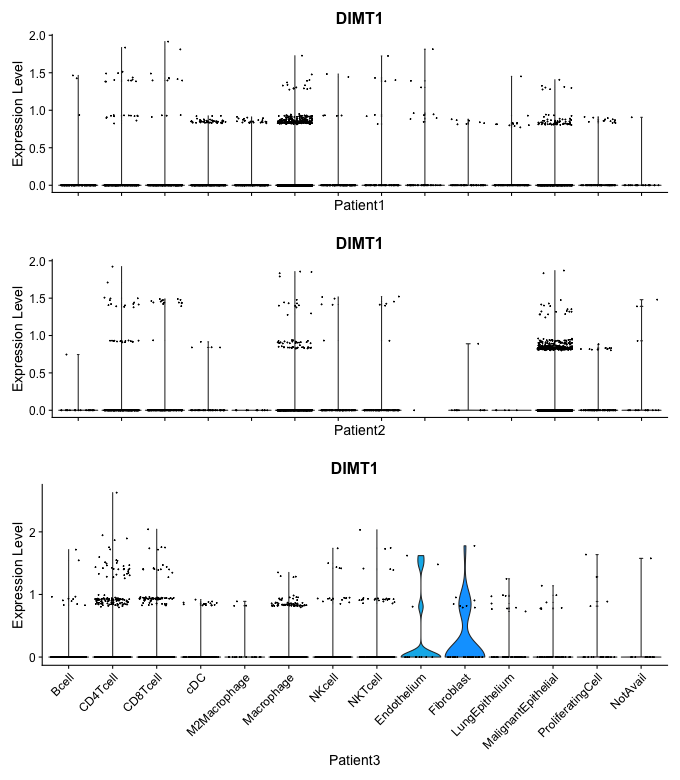 DIMT1
Expression Level
2.0
1.5
1.0
0.5
0.0
Patient1
DIMT1
Expression Level
2.0
1.5
1.0
0.5
0.0
Patient2
DIMT1
Expression Level
2
1
0
Bcell
CD4Tcell
CD8Tcell
cDC
M2Macrophage
Macrophage
NKcell
NKTcell
Endothelium
Fibroblast
LungEpithelium
MalignantEpithelial
ProliferatingCell
NotAvail
Patient3